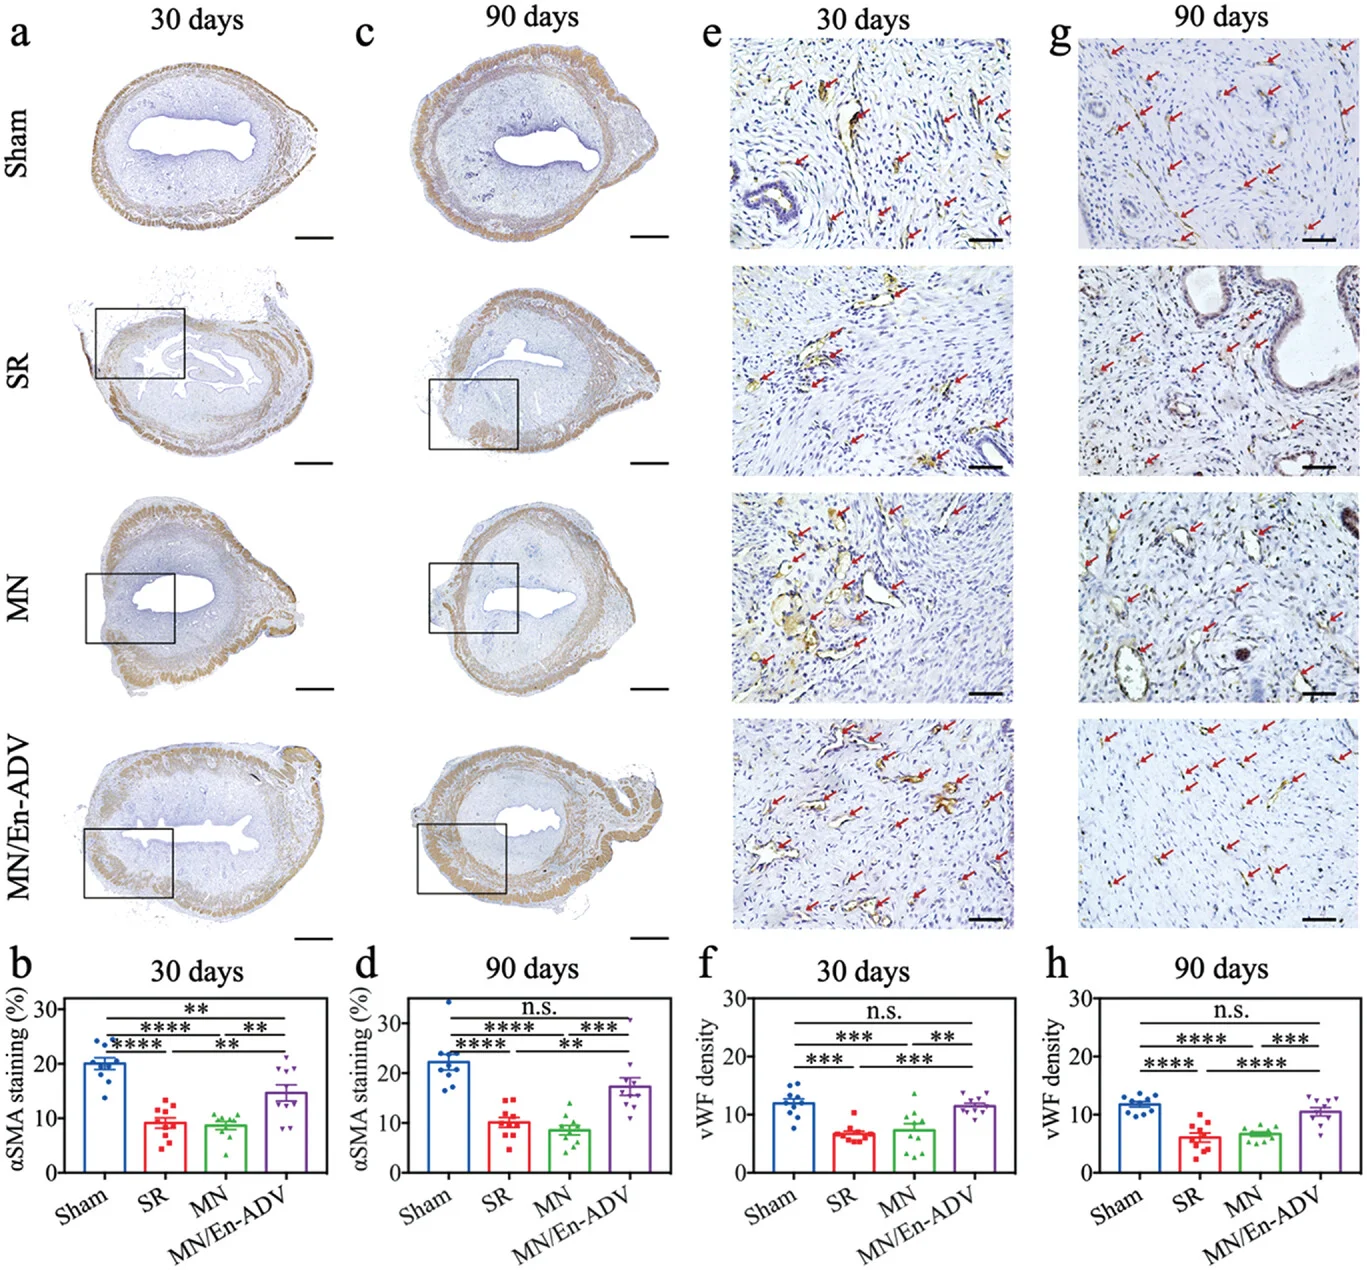 a 30 days c 90 days e 30 days g 90 days
Sham
SR
MN
MN/En-ADV
b 30 days d 90 days f 30 days h 90 days
αSMA staining (%)
30
20
10
0
**
**** **
**** **
Sham SR MN MN/En-ADV
αSMA staining (%)
30
20
10
0
n.s.
**** ***
**** **
Sham SR MN MN/En-ADV
vWF density
30
20
10
0
n.s.
*** **
*** ***
Sham SR MN MN/En-ADV
vWF density
30
20
10
0
n.s.
**** ***
**** ****
Sham SR MN MN/En-ADV